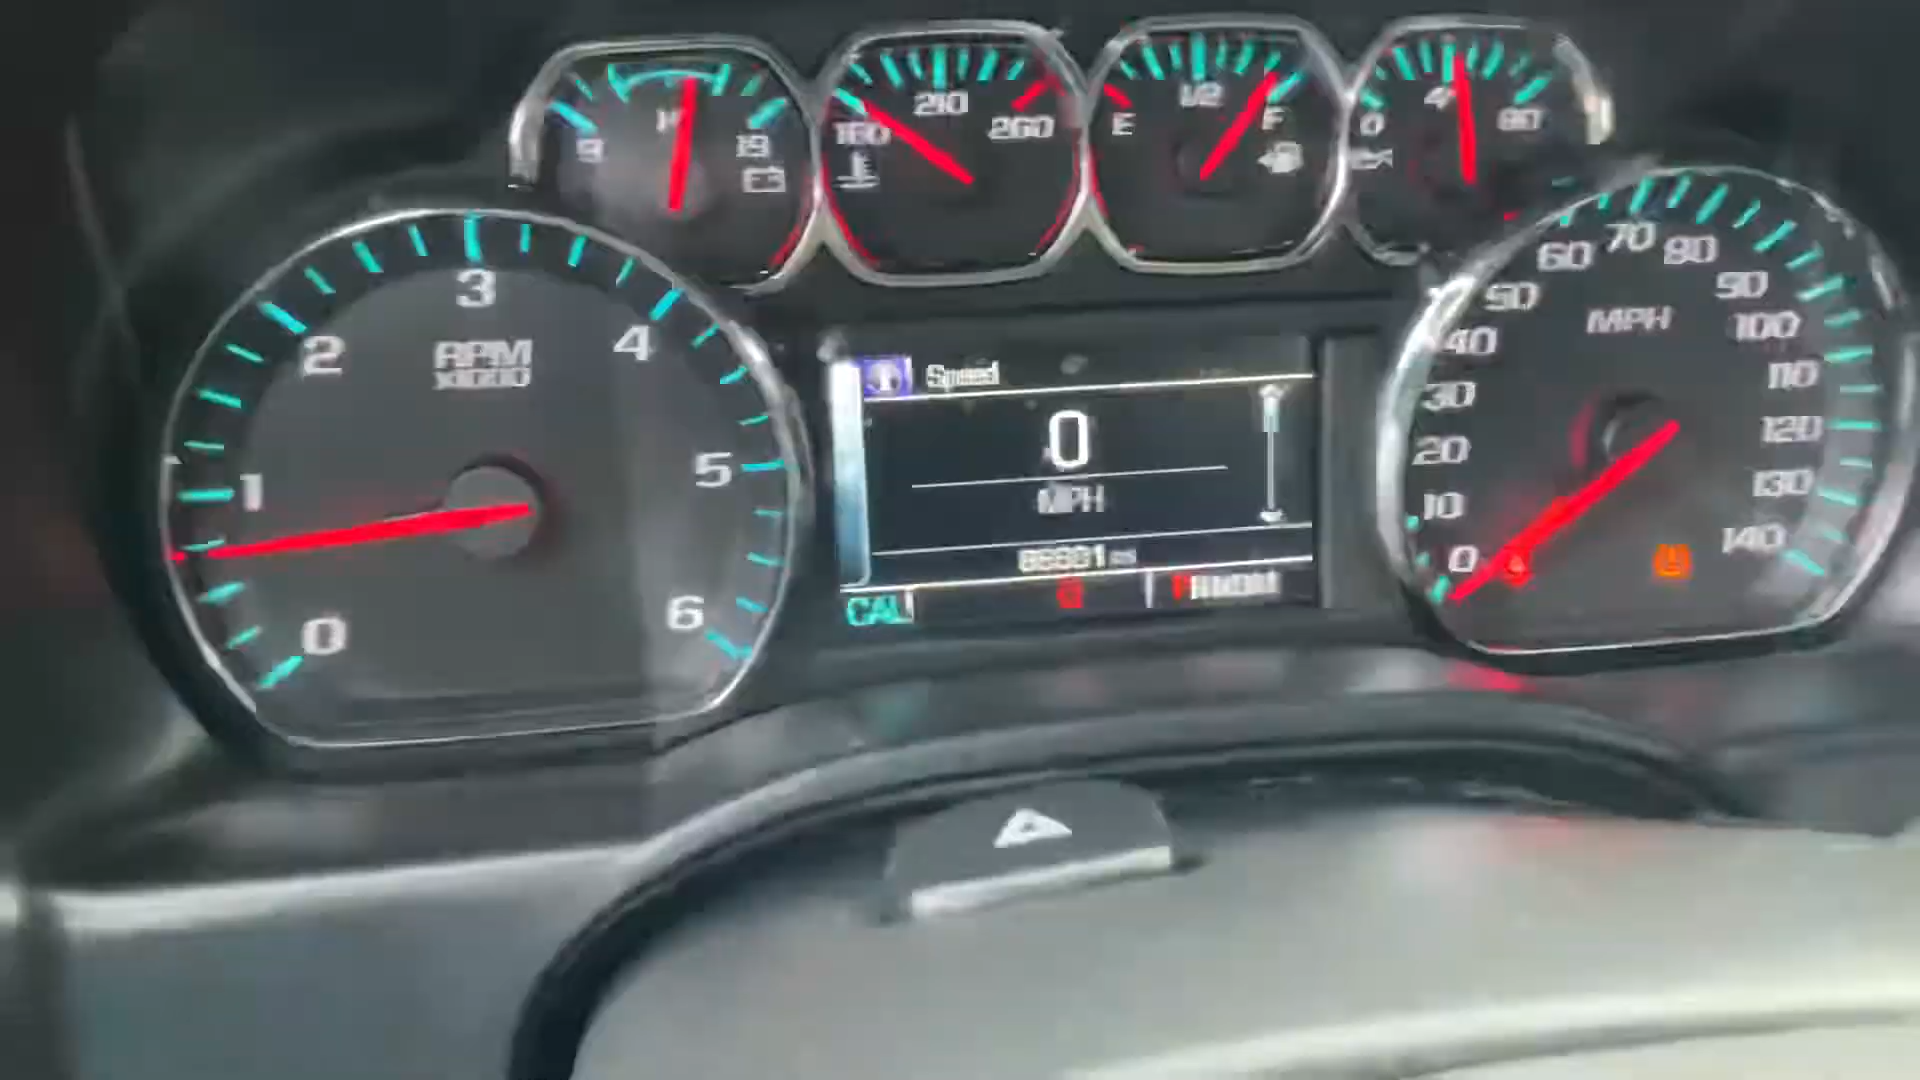 9 19
160 210 260
E 1/2 F
0 80
0 1 2 3 4 5 6
RPM
x1000
Speed
0
MPH
CAL
P
0 10 20 30 40 50 60 70 80 90 100 110 120 130 140
MPH